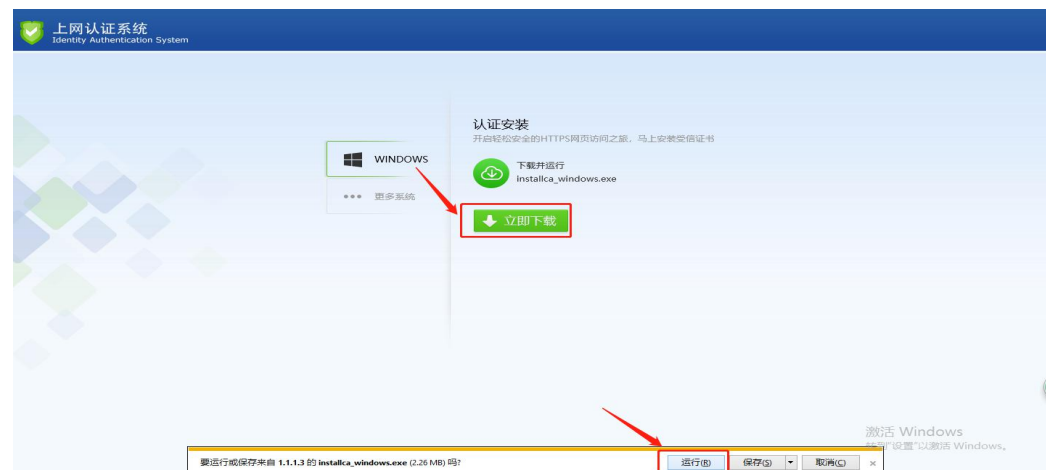 上网认证系统
Identity Authentication System
认证安装
开启轻松安全的HTTPS网页访问之旅，马上安装受信证书
WINDOWS
下载并运行
installca_windows.exe
更多系统
立即下载
激活 Windows
转到"设置"以激活 Windows。
要运行或保存来自 1.1.1.3 的 installca_windows.exe (2.26 MB) 吗?
运行(R)
保存(S)
取消(C)
×